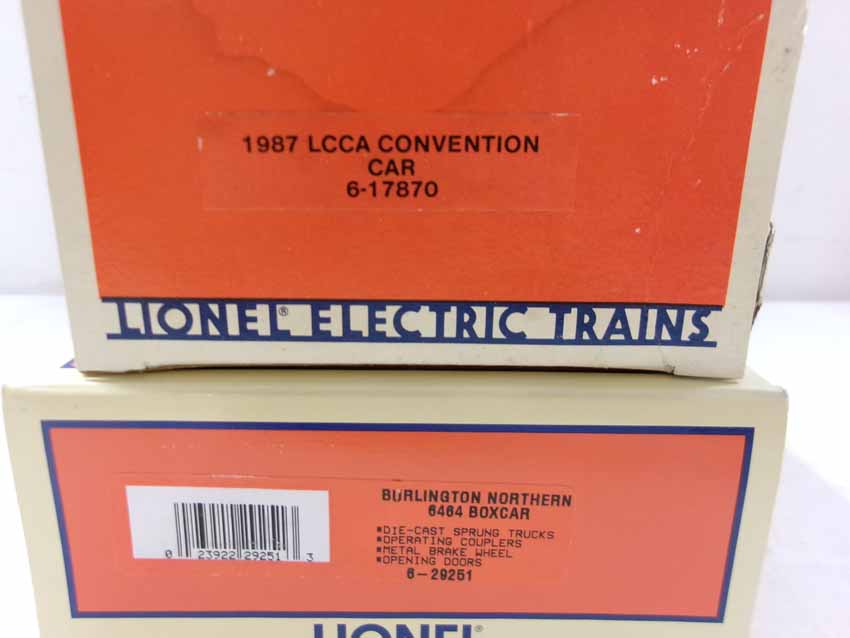 1987 LCCA CONVENTION
CAR
6-17870
LIONEL® ELECTRIC TRAINS
BURLINGTON NORTHERN
6464 BOXCAR
*DIE-CAST SPRUNG TRUCKS
*OPERATING COUPLERS
*METAL BRAKE WHEEL
*OPENING DOORS
6-29251
0 23922 29251 3
LIONEL®